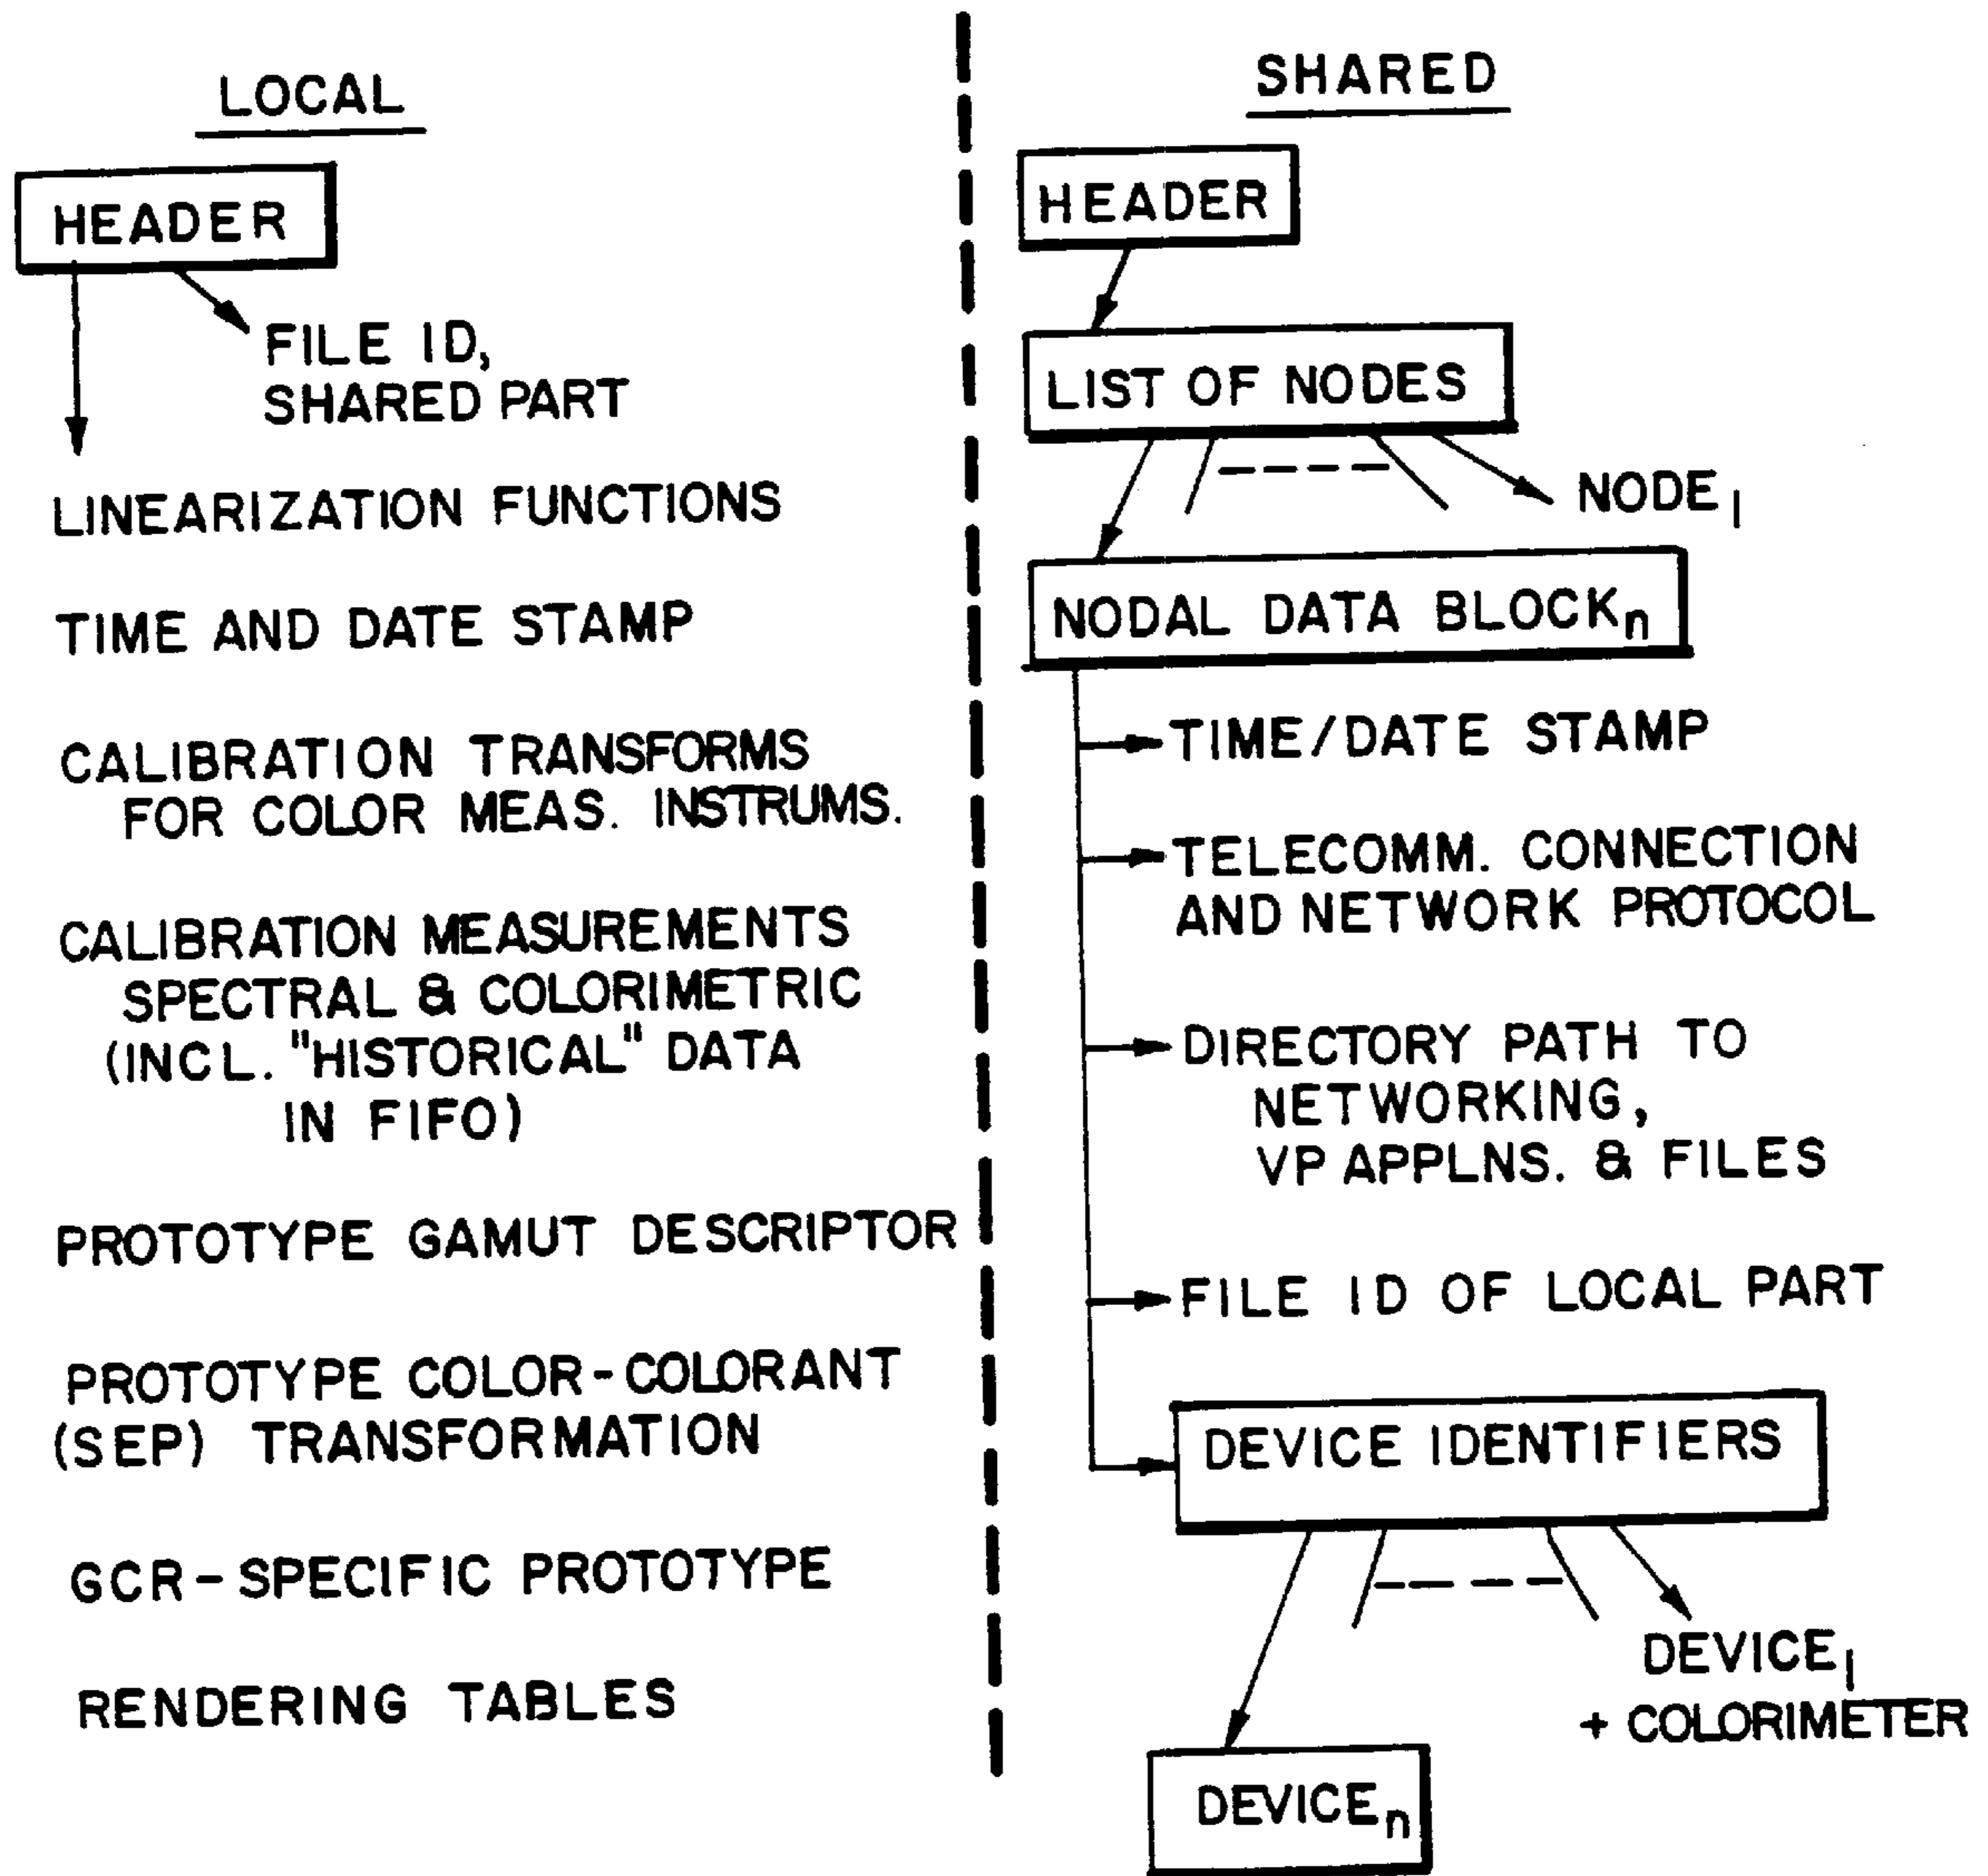 LOCAL
HEADER
FILE ID,
SHARED PART
LINEARIZATION FUNCTIONS
TIME AND DATE STAMP
CALIBRATION TRANSFORMS
FOR COLOR MEAS. INSTRUMS.
CALIBRATION MEASUREMENTS
SPECTRAL & COLORIMETRIC
(INCL. "HISTORICAL" DATA
IN FIFO)
PROTOTYPE GAMUT DESCRIPTOR
PROTOTYPE COLOR-COLORANT
(SEP) TRANSFORMATION
GCR-SPECIFIC PROTOTYPE
RENDERING TABLES
SHARED
HEADER
LIST OF NODES
NODE1
NODAL DATA BLOCKn
TIME/DATE STAMP
TELECOMM. CONNECTION
AND NETWORK PROTOCOL
DIRECTORY PATH TO
NETWORKING,
VP APPLNS. & FILES
FILE ID OF LOCAL PART
DEVICE IDENTIFIERS
DEVICE1
+ COLORIMETER
DEVICEn